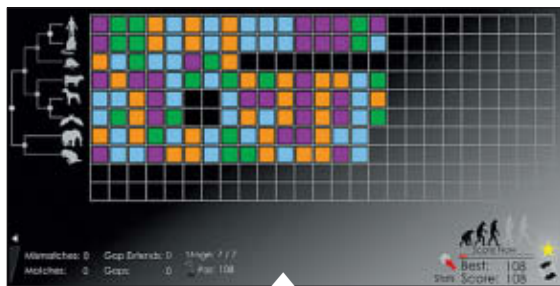 Mismatches: 0 Gap Extends: 0 Stage: 7 / 7
Matches: 0 Gaps: 0 Par: 108
Score Now
Best: 108
Stats Score: 108